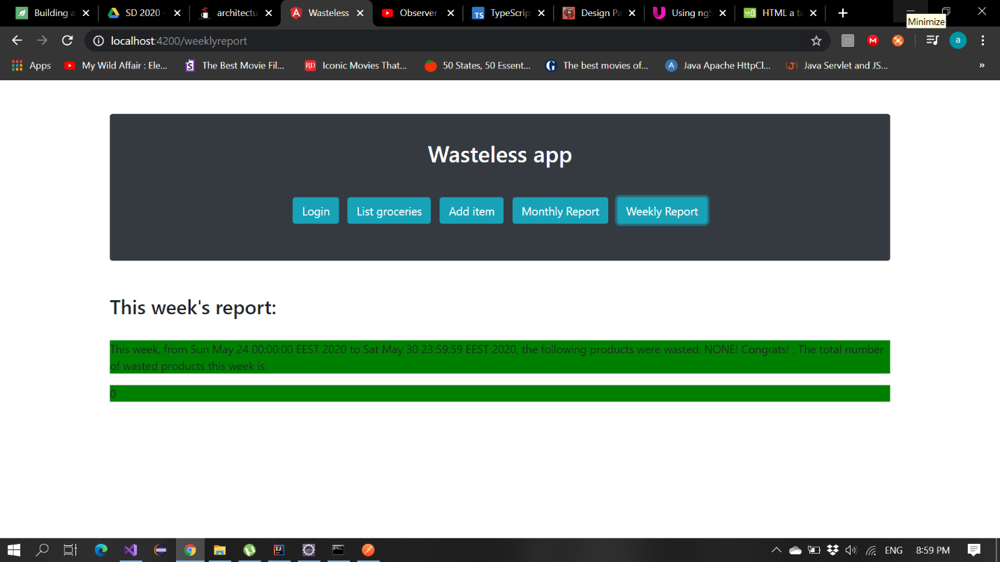 Building a
SD 2020 -
architectu
Wasteless
Observer
TypeScrip
Design Pa
Using ngS
HTML a ta
Minimize
localhost:4200/weeklyreport
a
Apps
My Wild Affair : Ele...
The Best Movie Fil...
Iconic Movies That...
50 States, 50 Essent...
The best movies of...
Java Apache HttpCl...
Java Servlet and JS...
»
Wasteless app
Login
List groceries
Add item
Monthly Report
Weekly Report
This week's report:
This week, from Sun May 24 00:00:00 EEST 2020 to Sat May 30 23:59:59 EEST 2020, the following products were wasted: NONE! Congrats! . The total number
of wasted products this week is:
0
ENG
8:59 PM